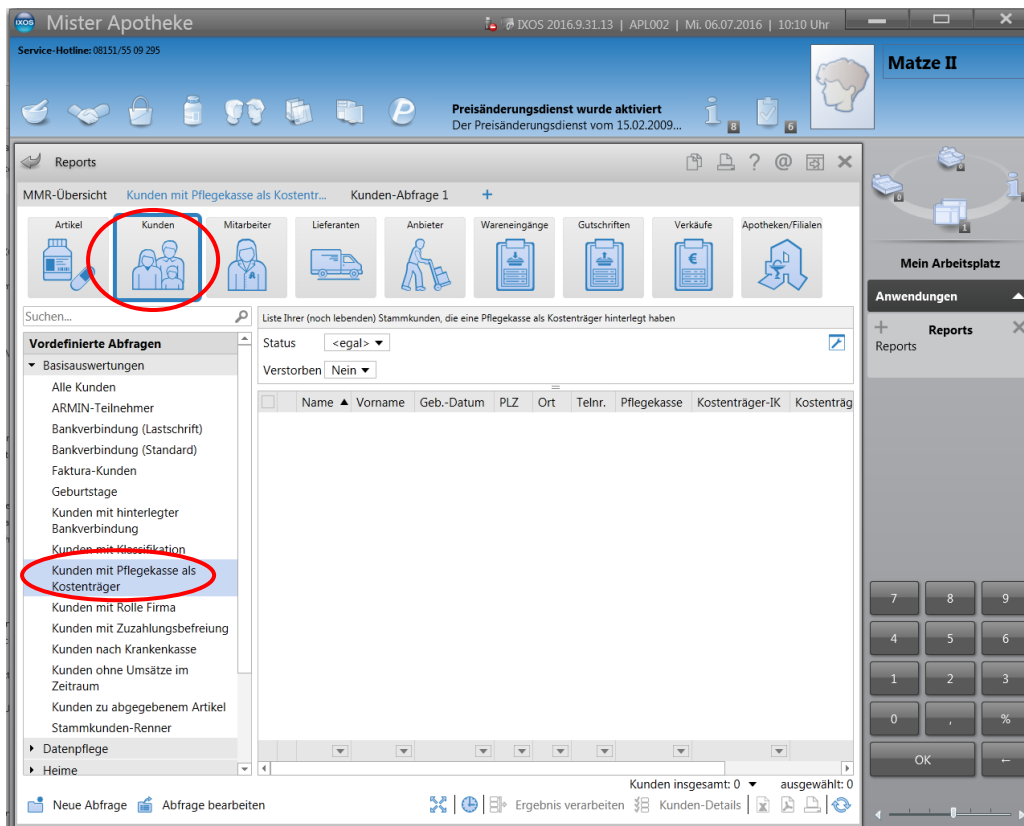 IXOS Mister Apotheke IXOS 2016.9.31.13 | APL002 | Mi. 06.07.2016 | 10:10 Uhr
Service-Hotline: 08151/55 09 295
Matze II
Preisänderungsdienst wurde aktiviert
Der Preisänderungsdienst vom 15.02.2009...
P
8
6
Reports
? @
MMR-Übersicht Kunden mit Pflegekasse als Kostentr... Kunden-Abfrage 1 +
Artikel Kunden Mitarbeiter Lieferanten Anbieter Wareneingänge Gutschriften Verkäufe Apotheken/Filialen
Suchen...
Liste Ihrer (noch lebenden) Stammkunden, die eine Pflegekasse als Kostenträger hinterlegt haben
Status <egal>
Verstorben Nein
Name Vorname Geb.-Datum PLZ Ort Telnr. Pflegekasse Kostenträger-IK Kostenträg
Vordefinierte Abfragen
Basisauswertungen
Alle Kunden
ARMIN-Teilnehmer
Bankverbindung (Lastschrift)
Bankverbindung (Standard)
Faktura-Kunden
Geburtstage
Kunden mit hinterlegter
Bankverbindung
Kunden mit Klassifikation
Kunden mit Pflegekasse als
Kostenträger
Kunden mit Rolle Firma
Kunden mit Zuzahlungsbefreiung
Kunden nach Krankenkasse
Kunden ohne Umsätze im
Zeitraum
Kunden zu abgegebenem Artikel
Stammkunden-Renner
Datenpflege
Heime
Kunden insgesamt: 0 ausgewählt: 0
Neue Abfrage Abfrage bearbeiten Ergebnis verarbeiten Kunden-Details
0
0
1
Mein Arbeitsplatz
Anwendungen
Reports
Reports
7 8 9
4 5 6
1 2 3
0 , %
OK ←